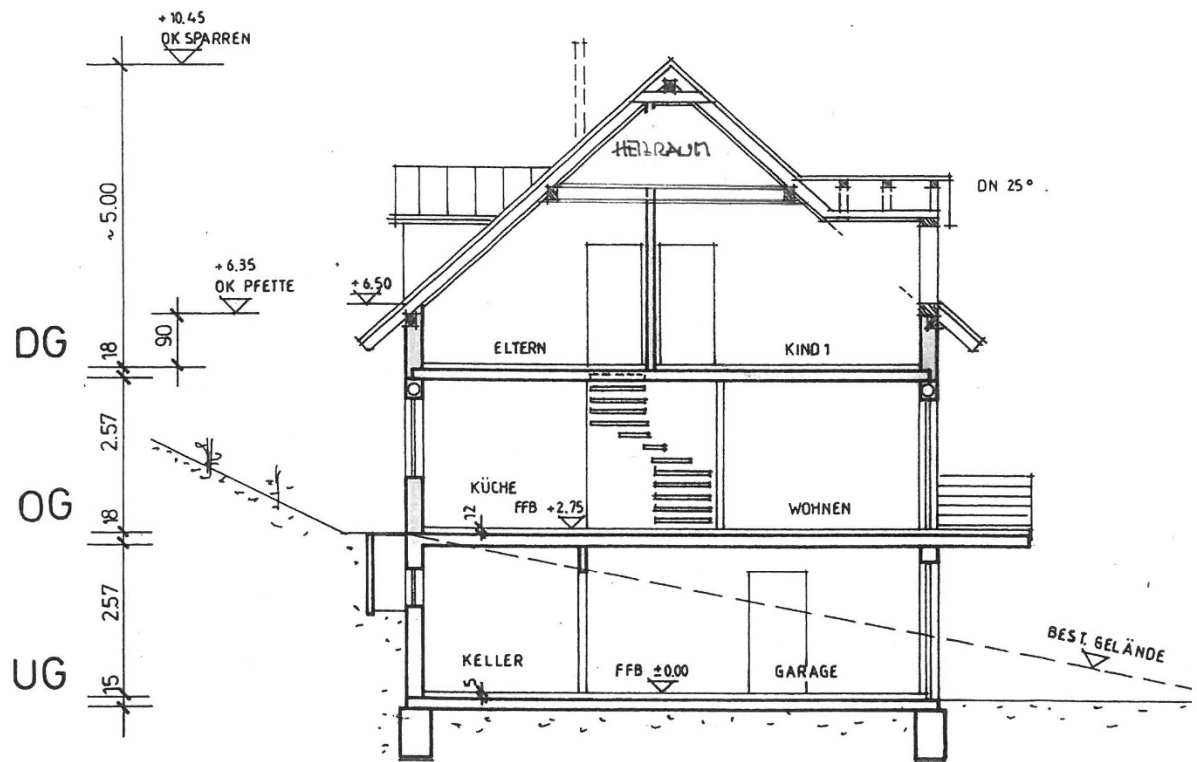 + 10.45
OK SPARREN
~ 5.00
HEIZRAUM
DN 25°
+ 6.35
OK PFETTE
+6.50
90
DG
18
ELTERN
KIND 1
2.57
KÜCHE
FFB +2.75
WOHNEN
OG
12
18
2.57
BEST. GELÄNDE
KELLER
FFB ±0.00
GARAGE
UG
15
5